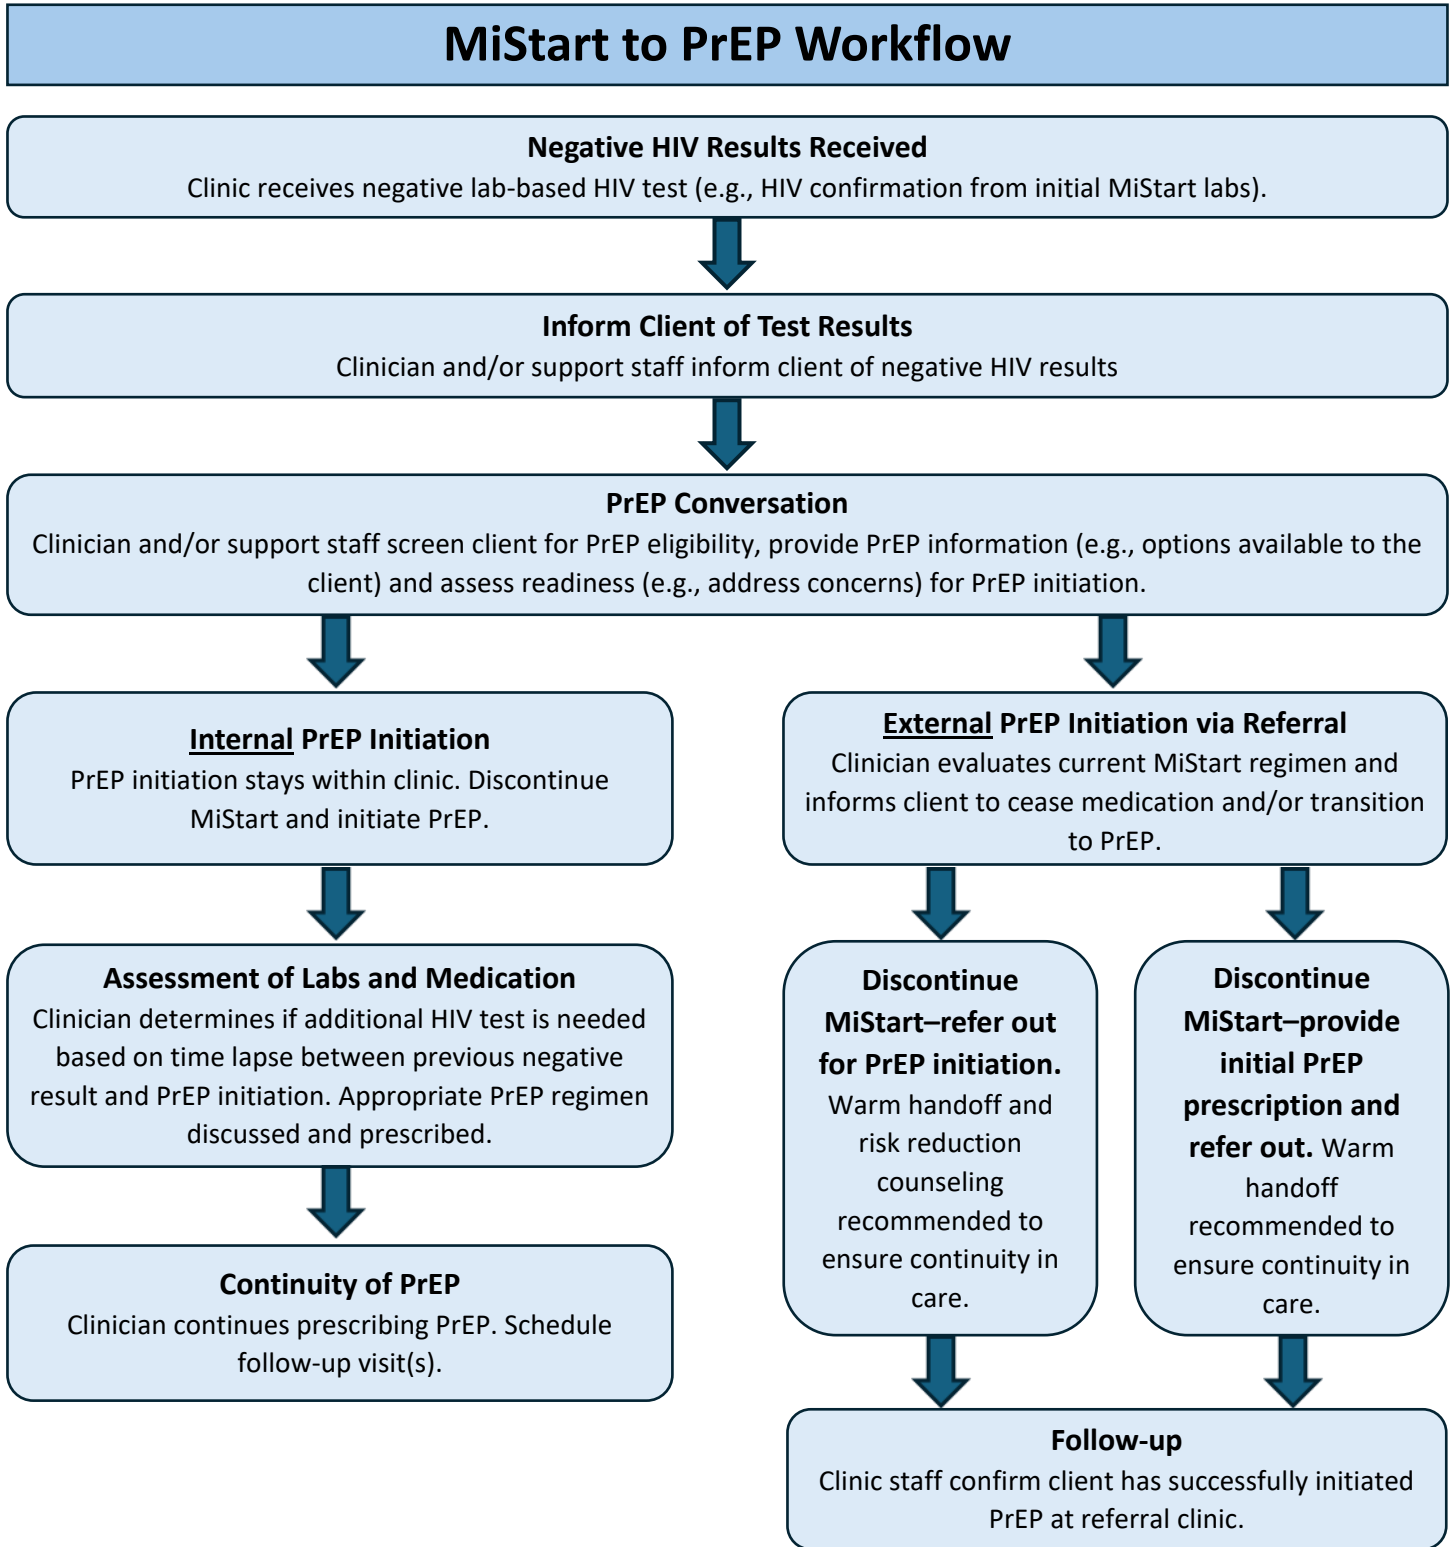 MiStart to PrEP Workflow
Negative HIV Results Received
Clinic receives negative lab-based HIV test (e.g., HIV confirmation from initial MiStart labs).
Inform Client of Test Results
Clinician and/or support staff inform client of negative HIV results
PrEP Conversation
Clinician and/or support staff screen client for PrEP eligibility, provide PrEP information (e.g., options available to the
client) and assess readiness (e.g., address concerns) for PrEP initiation.
Internal PrEP Initiation
PrEP initiation stays within clinic. Discontinue
MiStart and initiate PrEP.
Assessment of Labs and Medication
Clinician determines if additional HIV test is needed
based on time lapse between previous negative
result and PrEP initiation. Appropriate PrEP regimen
discussed and prescribed.
Continuity of PrEP
Clinician continues prescribing PrEP. Schedule
follow-up visit(s).
External PrEP Initiation via Referral
Clinician evaluates current MiStart regimen and
informs client to cease medication and/or transition
to PrEP.
Discontinue
MiStart–refer out
for PrEP initiation.
Warm handoff and
risk reduction
counseling
recommended to
ensure continuity in
care.
Discontinue
MiStart–provide
initial PrEP
prescription and
refer out. Warm
handoff
recommended to
ensure continuity in
care.
Follow-up
Clinic staff confirm client has successfully initiated
PrEP at referral clinic.